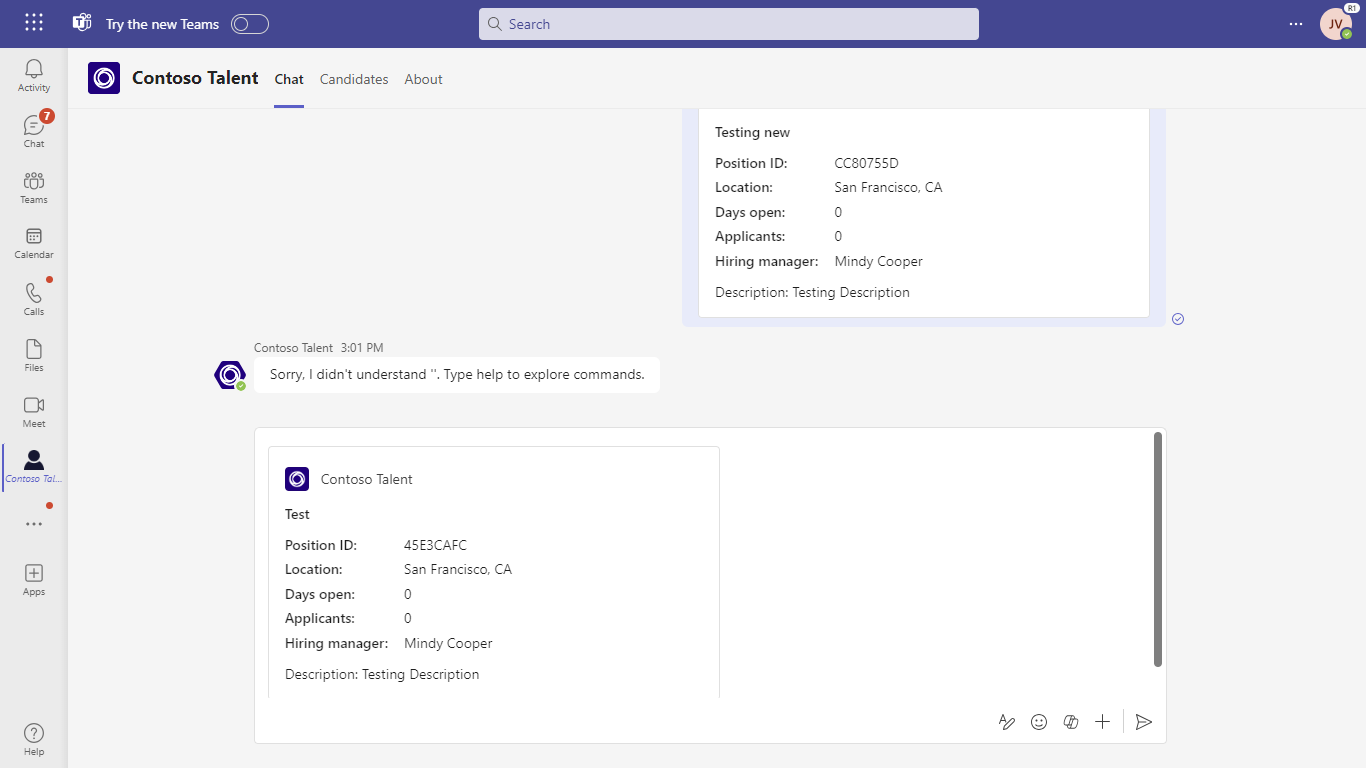 Try the new Teams
Search
R1
JV
Activity
7
Chat
Teams
Calendar
Calls
Files
Meet
Contoso Tal...
Apps
Help
Contoso Talent Chat Candidates About
Testing new
Position ID: CC80755D
Location: San Francisco, CA
Days open: 0
Applicants: 0
Hiring manager: Mindy Cooper
Description: Testing Description
Contoso Talent 3:01 PM
Sorry, I didn't understand ''. Type help to explore commands.
Contoso Talent
Test
Position ID: 45E3CAFC
Location: San Francisco, CA
Days open: 0
Applicants: 0
Hiring manager: Mindy Cooper
Description: Testing Description